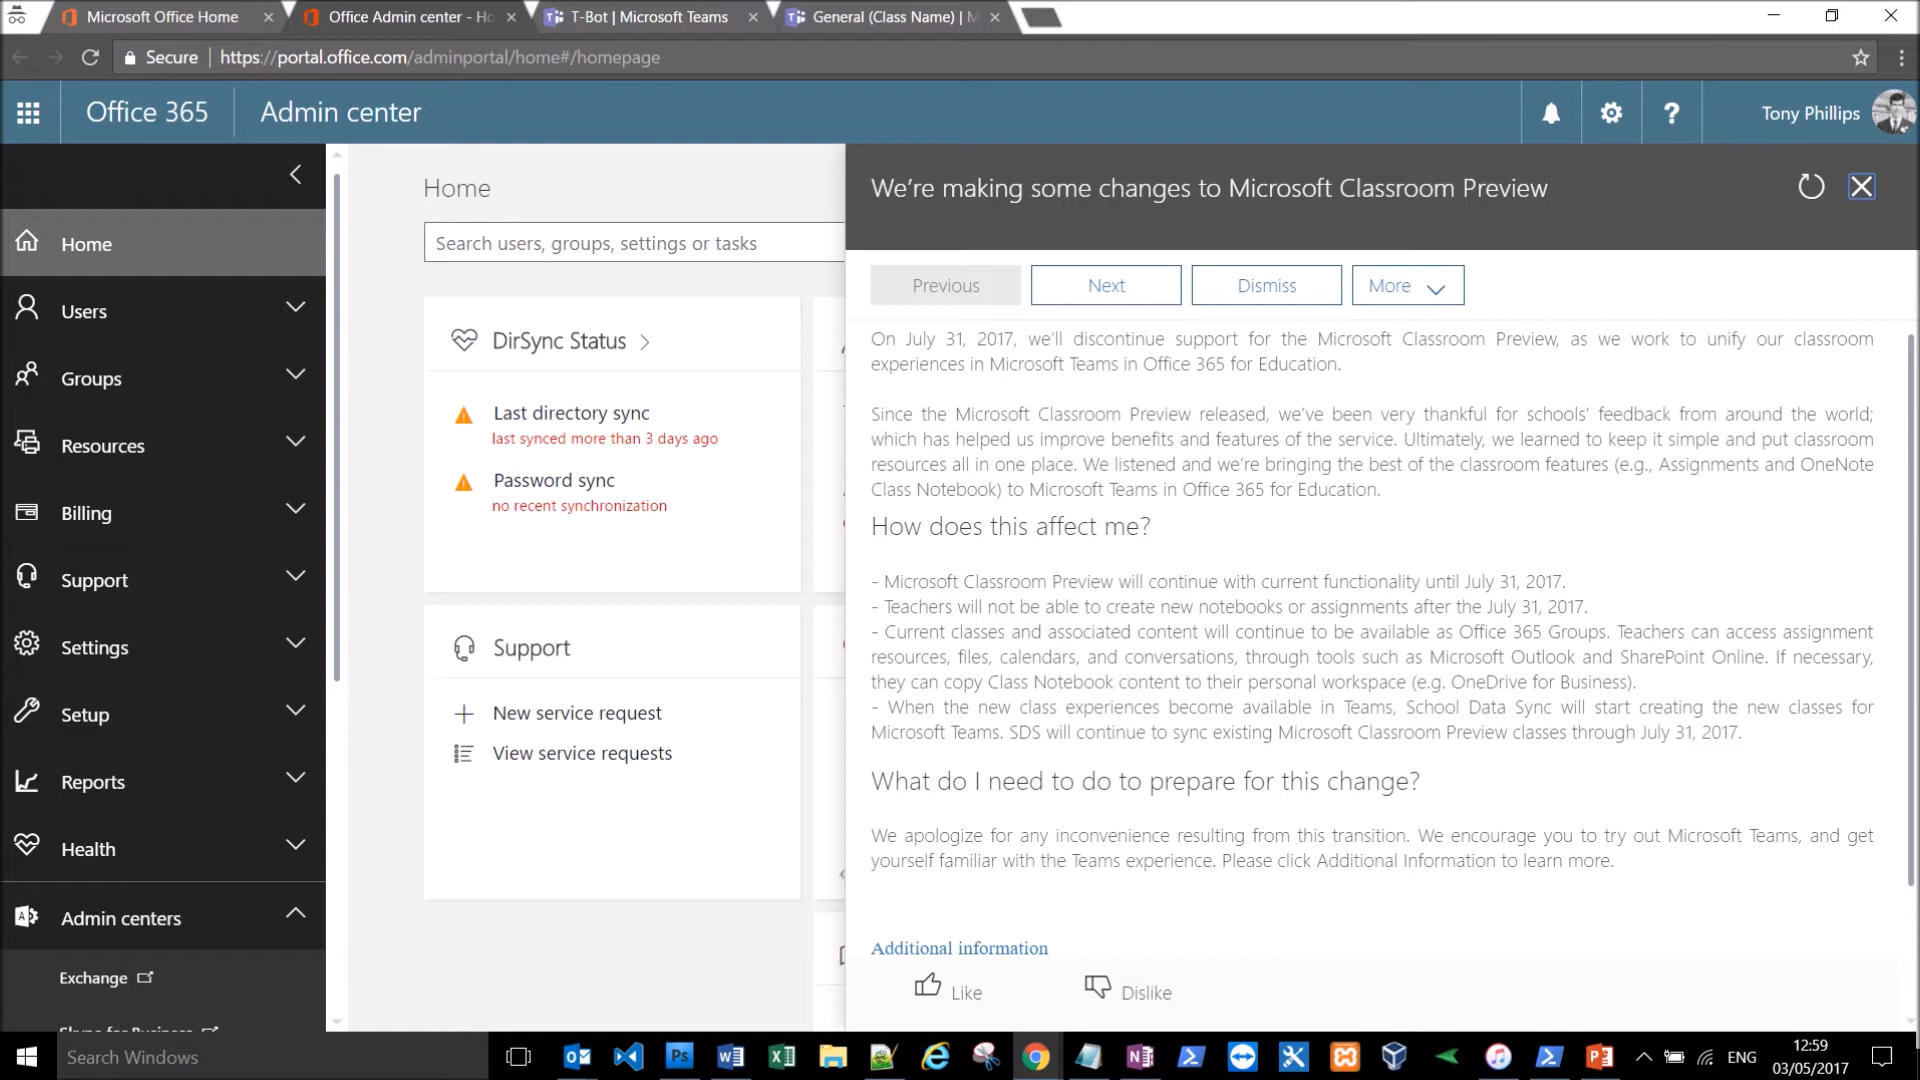 Microsoft Office Home
Office Admin center - Ho
T-Bot | Microsoft Teams
General (Class Name) | M
Secure
https://portal.office.com/adminportal/home#/homepage
Office 365
Admin center
Tony Phillips
Home
Users
Groups
Resources
Billing
Support
Settings
Setup
Reports
Health
Admin centers
Exchange
Skype for Business
Home
Search users, groups, settings or tasks
DirSync Status
Last directory sync
last synced more than 3 days ago
Password sync
no recent synchronization
Support
New service request
View service requests
We're making some changes to Microsoft Classroom Preview
Previous
Next
Dismiss
More
On July 31, 2017, we'll discontinue support for the Microsoft Classroom Preview, as we work to unify our classroom
experiences in Microsoft Teams in Office 365 for Education.
Since the Microsoft Classroom Preview released, we've been very thankful for schools' feedback from around the world;
which has helped us improve benefits and features of the service. Ultimately, we learned to keep it simple and put classroom
resources all in one place. We listened and we're bringing the best of the classroom features (e.g., Assignments and OneNote
Class Notebook) to Microsoft Teams in Office 365 for Education.
How does this affect me?
- Microsoft Classroom Preview will continue with current functionality until July 31, 2017.
- Teachers will not be able to create new notebooks or assignments after the July 31, 2017.
- Current classes and associated content will continue to be available as Office 365 Groups. Teachers can access assignment
resources, files, calendars, and conversations, through tools such as Microsoft Outlook and SharePoint Online. If necessary,
they can copy Class Notebook content to their personal workspace (e.g. OneDrive for Business).
- When the new class experiences become available in Teams, School Data Sync will start creating the new classes for
Microsoft Teams. SDS will continue to sync existing Microsoft Classroom Preview classes through July 31, 2017.
What do I need to do to prepare for this change?
We apologize for any inconvenience resulting from this transition. We encourage you to try out Microsoft Teams, and get
yourself familiar with the Teams experience. Please click Additional Information to learn more.
Additional information
Like
Dislike
Search Windows
ENG
12:59
03/05/2017